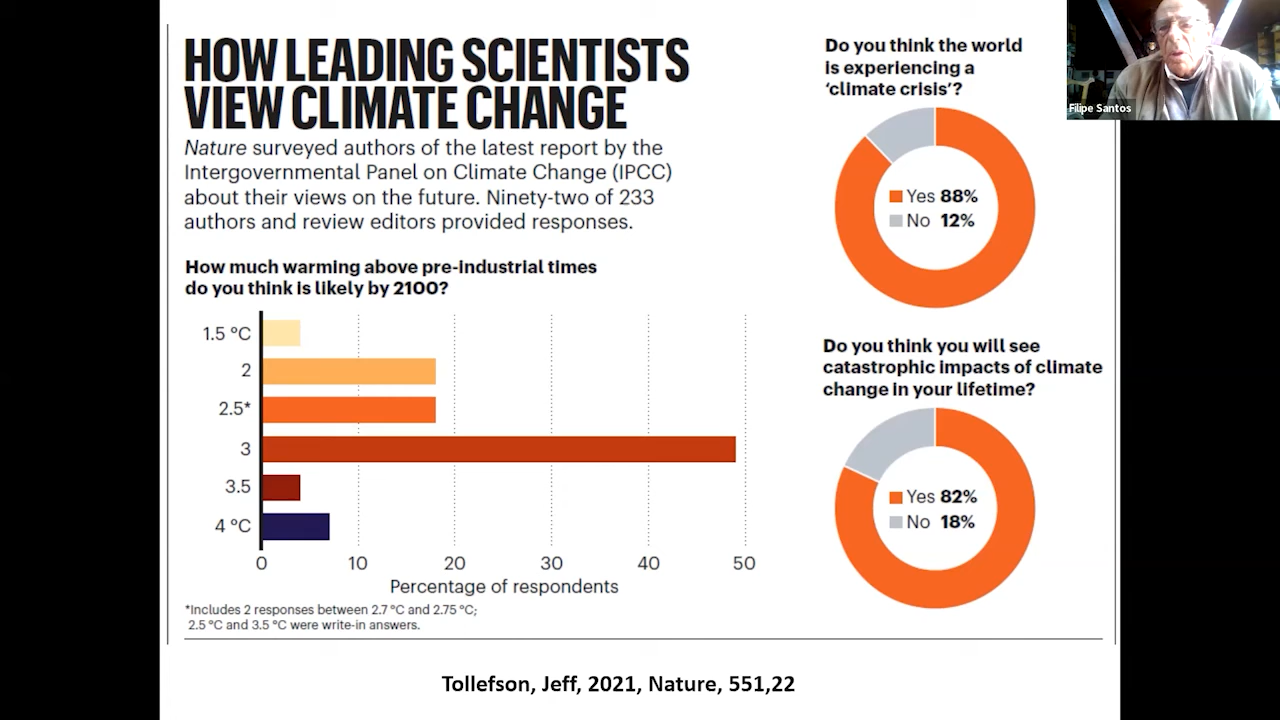 HOW LEADING SCIENTISTS
VIEW CLIMATE CHANGE
Nature surveyed authors of the latest report by the
Intergovernmental Panel on Climate Change (IPCC)
about their views on the future. Ninety-two of 233
authors and review editors provided responses.
How much warming above pre-industrial times
do you think is likely by 2100?
1.5 °C
2
2.5*
3
3.5
4 °C
0 10 20 30 40 50
Percentage of respondents
*Includes 2 responses between 2.7 °C and 2.75 °C;
2.5 °C and 3.5 °C were write-in answers.
Do you think the world
is experiencing a
‘climate crisis’?
Yes 88%
No 12%
Do you think you will see
catastrophic impacts of climate
change in your lifetime?
Yes 82%
No 18%
Filipe Santos
Tollefson, Jeff, 2021, Nature, 551,22